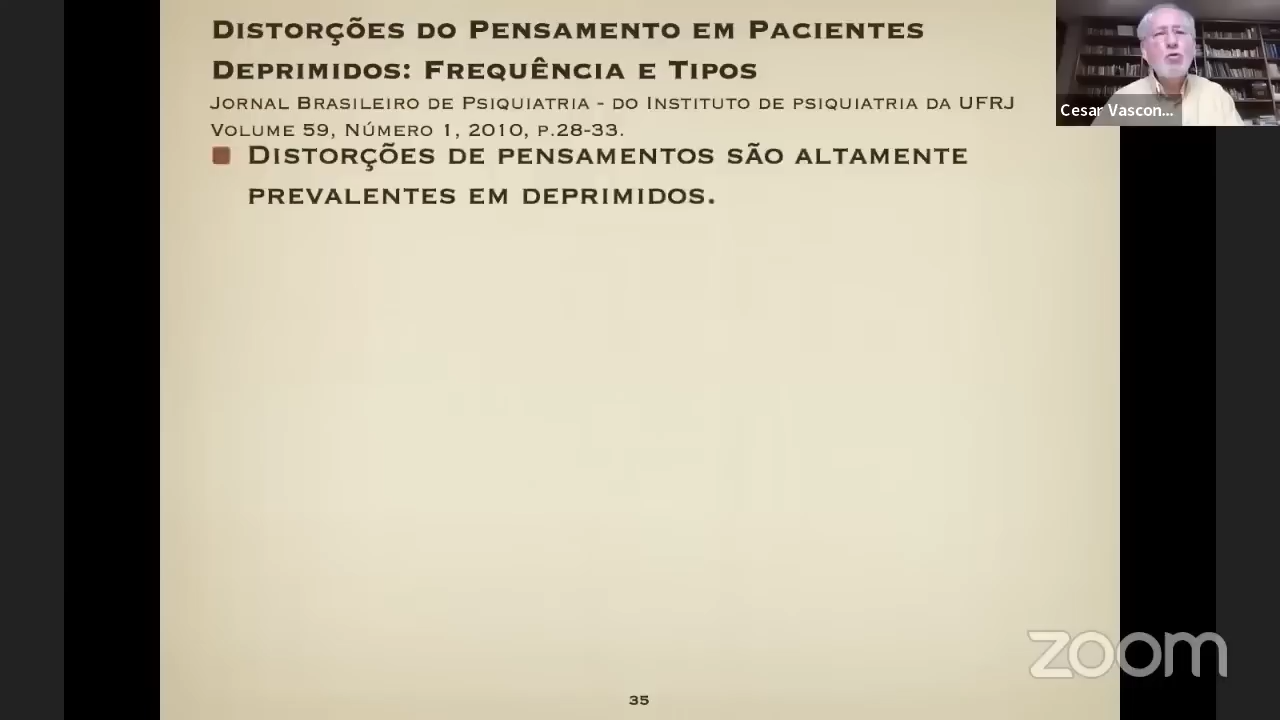 Distorções do Pensamento em Pacientes
Deprimidos: Frequência e Tipos
Jornal Brasileiro de Psiquiatria - do Instituto de psiquiatria da UFRJ
Volume 59, Número 1, 2010, p.28-33.
Distorções de pensamentos são altamente
prevalentes em deprimidos.
Cesar Vascon...
zoom
35